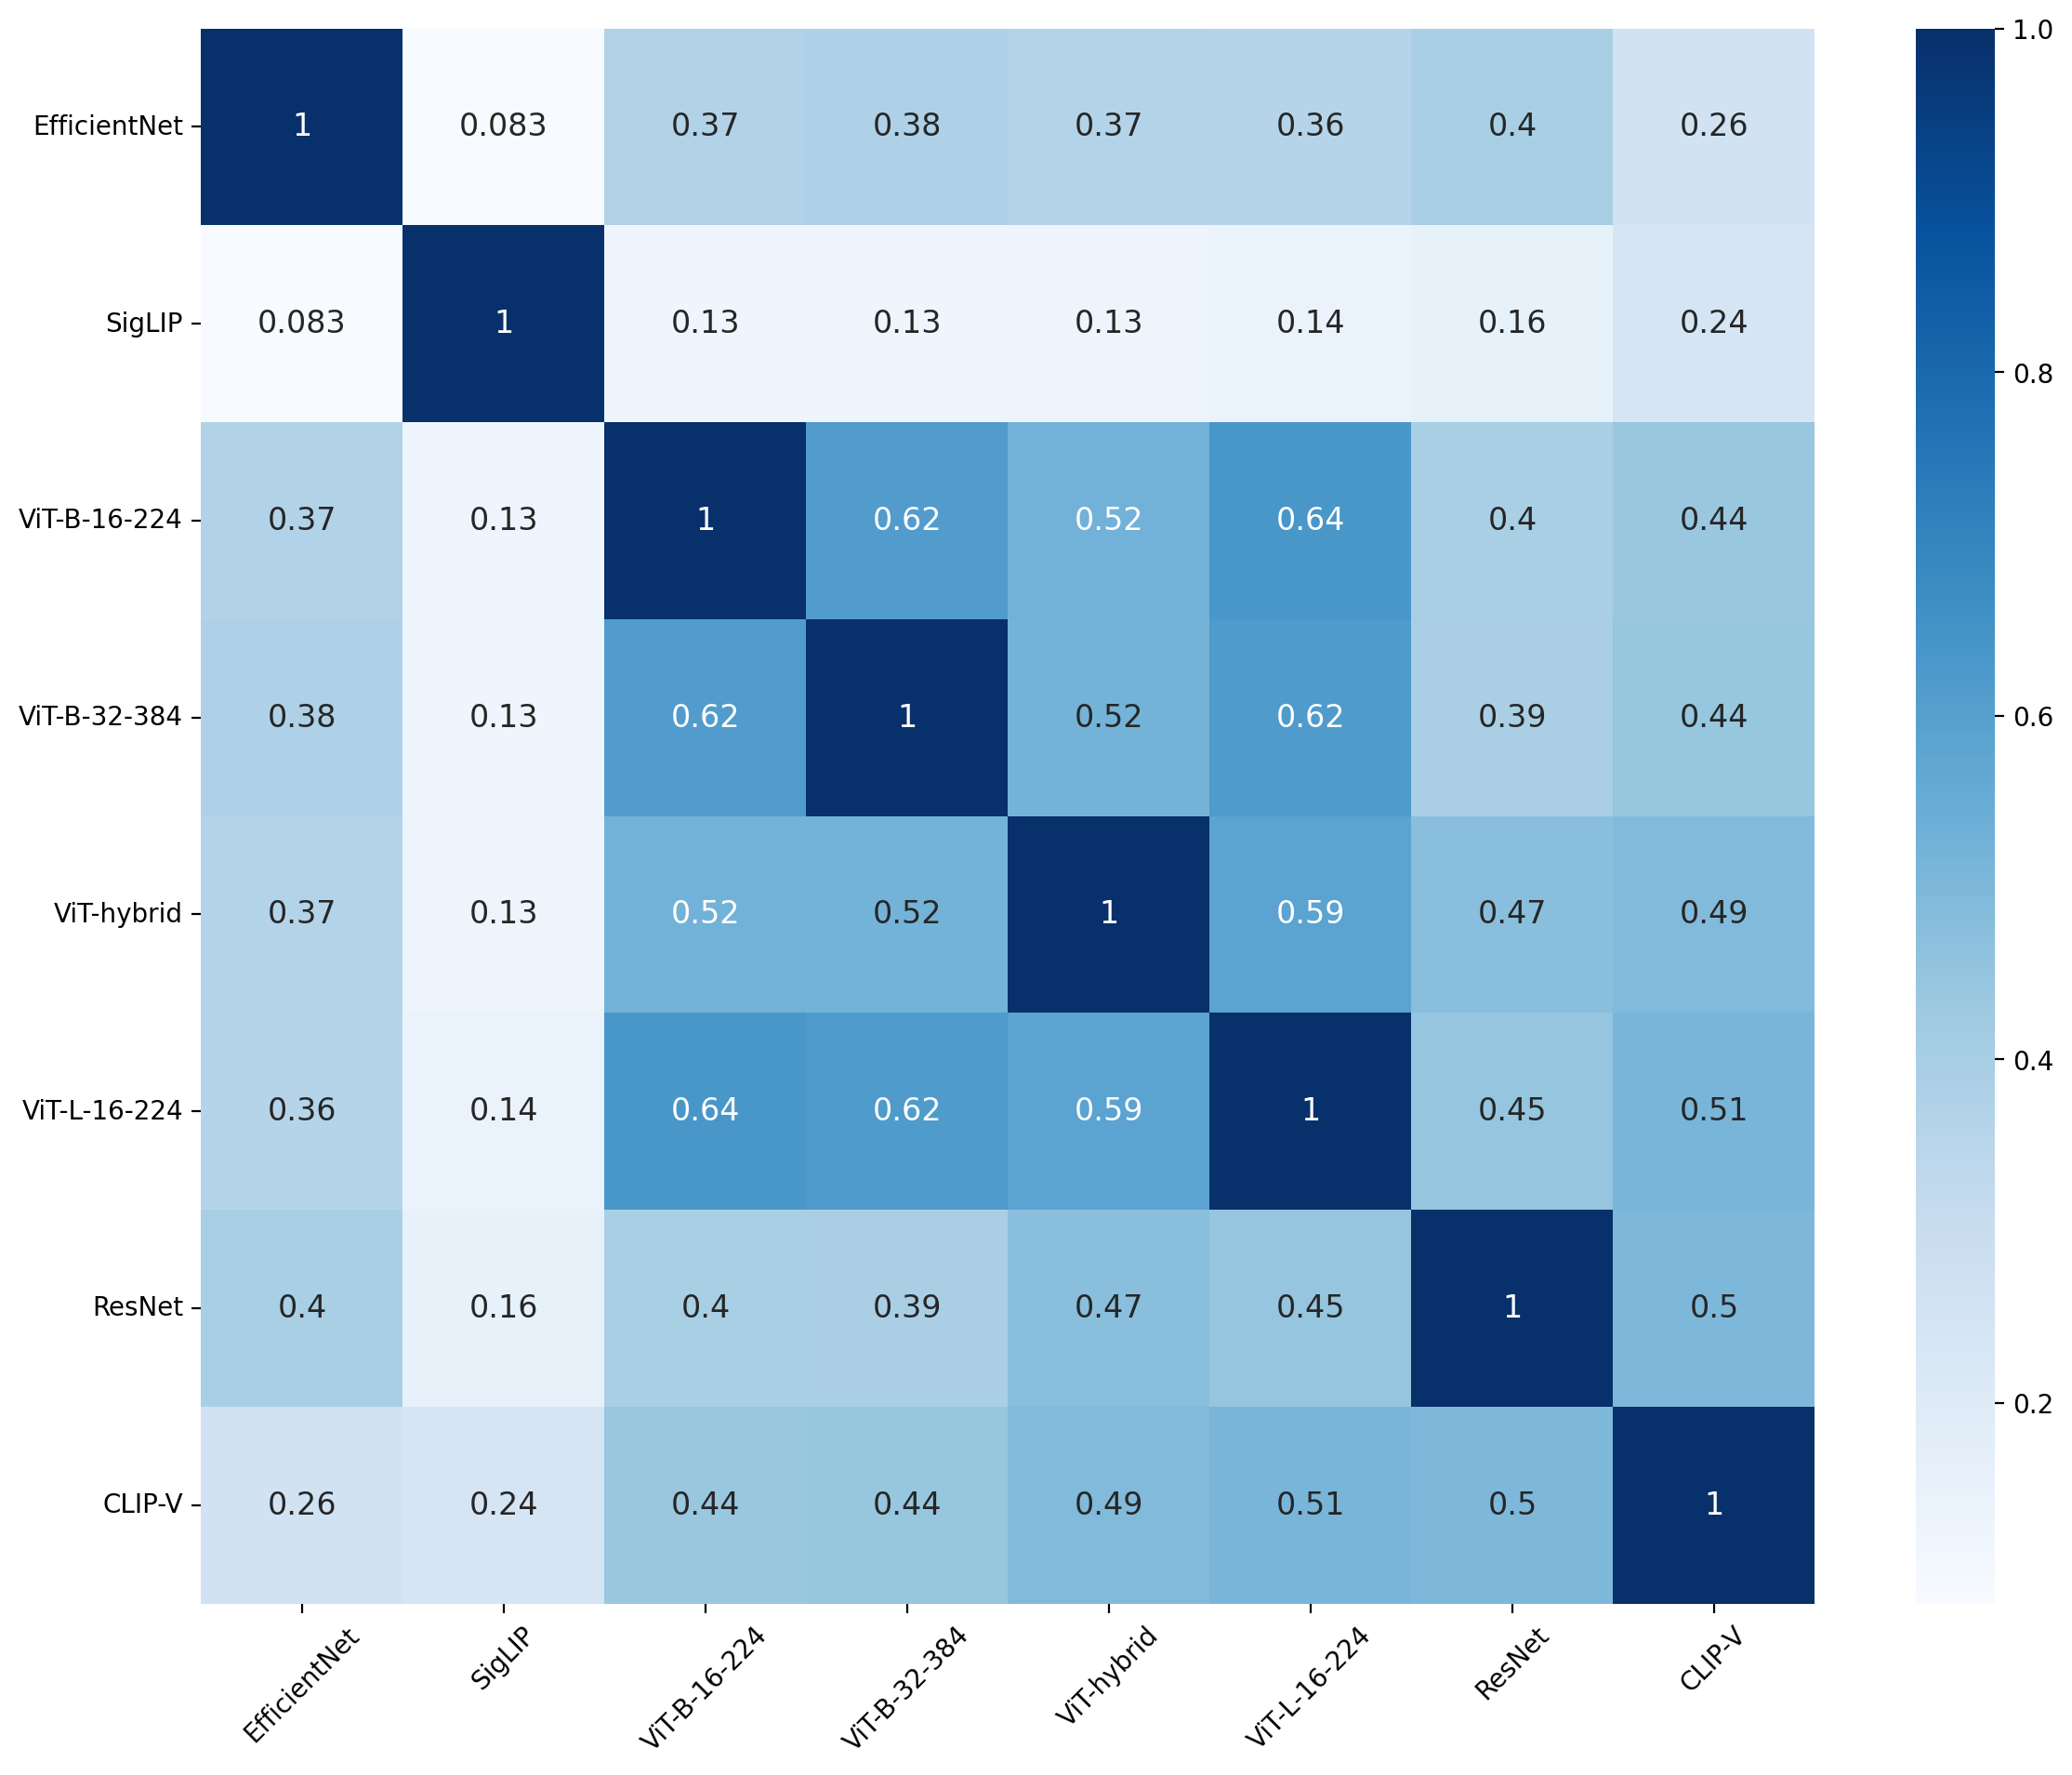 EfficientNet 1 0.083 0.37 0.38 0.37 0.36 0.4 0.26
SigLIP 0.083 1 0.13 0.13 0.13 0.14 0.16 0.24
ViT-B-16-224 0.37 0.13 1 0.62 0.52 0.64 0.4 0.44
ViT-B-32-384 0.38 0.13 0.62 1 0.52 0.62 0.39 0.44
ViT-hybrid 0.37 0.13 0.52 0.52 1 0.59 0.47 0.49
ViT-L-16-224 0.36 0.14 0.64 0.62 0.59 1 0.45 0.51
ResNet 0.4 0.16 0.4 0.39 0.47 0.45 1 0.5
CLIP-V 0.26 0.24 0.44 0.44 0.49 0.51 0.5 1
EfficientNet SigLIP ViT-B-16-224 ViT-B-32-384 ViT-hybrid ViT-L-16-224 ResNet CLIP-V
1.0
0.8
0.6
0.4
0.2